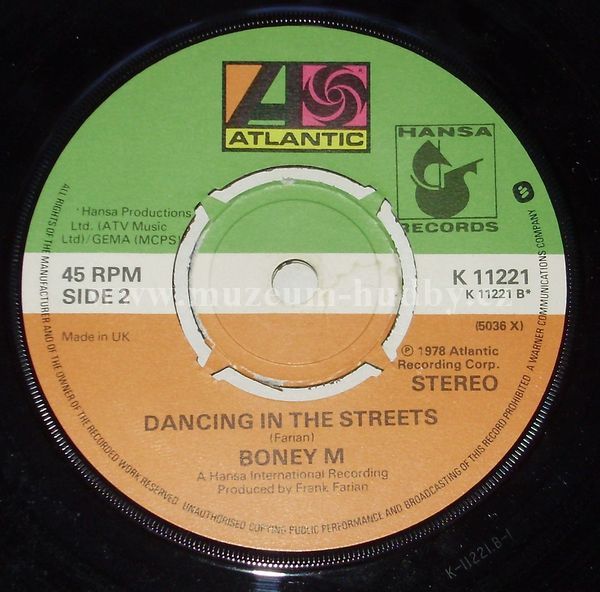 ATLANTIC
HANSA
RECORDS
'Hansa Productions
Ltd. (ATV Music
Ltd)/GEMA (MCPS)
45 RPM
SIDE 2
K 11221
K 11221 B*
(5036 X)
Made in UK
℗ 1978 Atlantic
Recording Corp.
STEREO
DANCING IN THE STREETS
(Farian)
BONEY M
A Hansa International Recording
Produced by Frank Farian
ALL RIGHTS OF THE MANUFACTURER AND OF THE OWNER OF THE RECORDED WORK RESERVED. UNAUTHORISED COPYING PUBLIC PERFORMANCE AND BROADCASTING OF THIS RECORD PROHIBITED. A WARNER COMMUNICATIONS COMPANY
K-11221.B-1
www.muzeum-hudby.cz